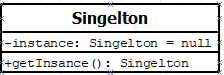 Singelton
-instance: Singelton = null
+getInsance(): Singelton